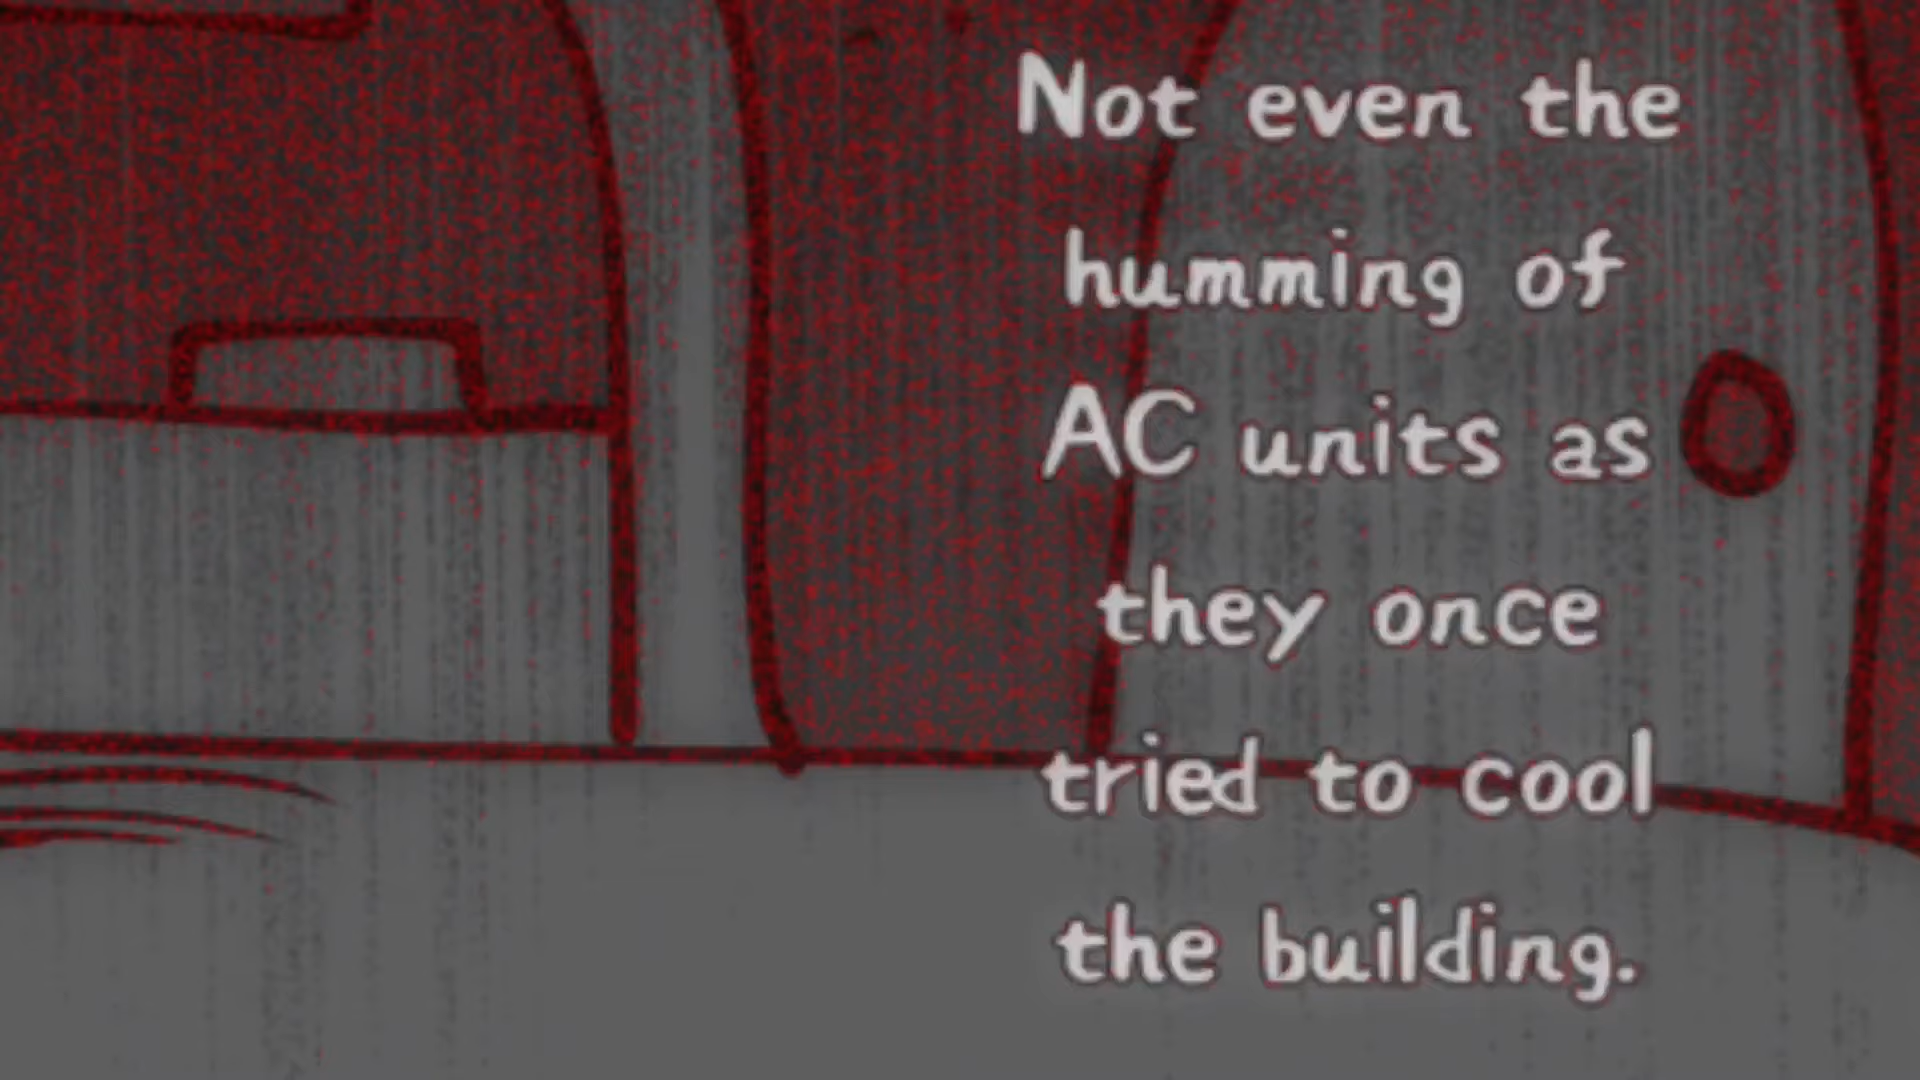 Not even the
humming of
AC units as
they once
tried to cool
the building.